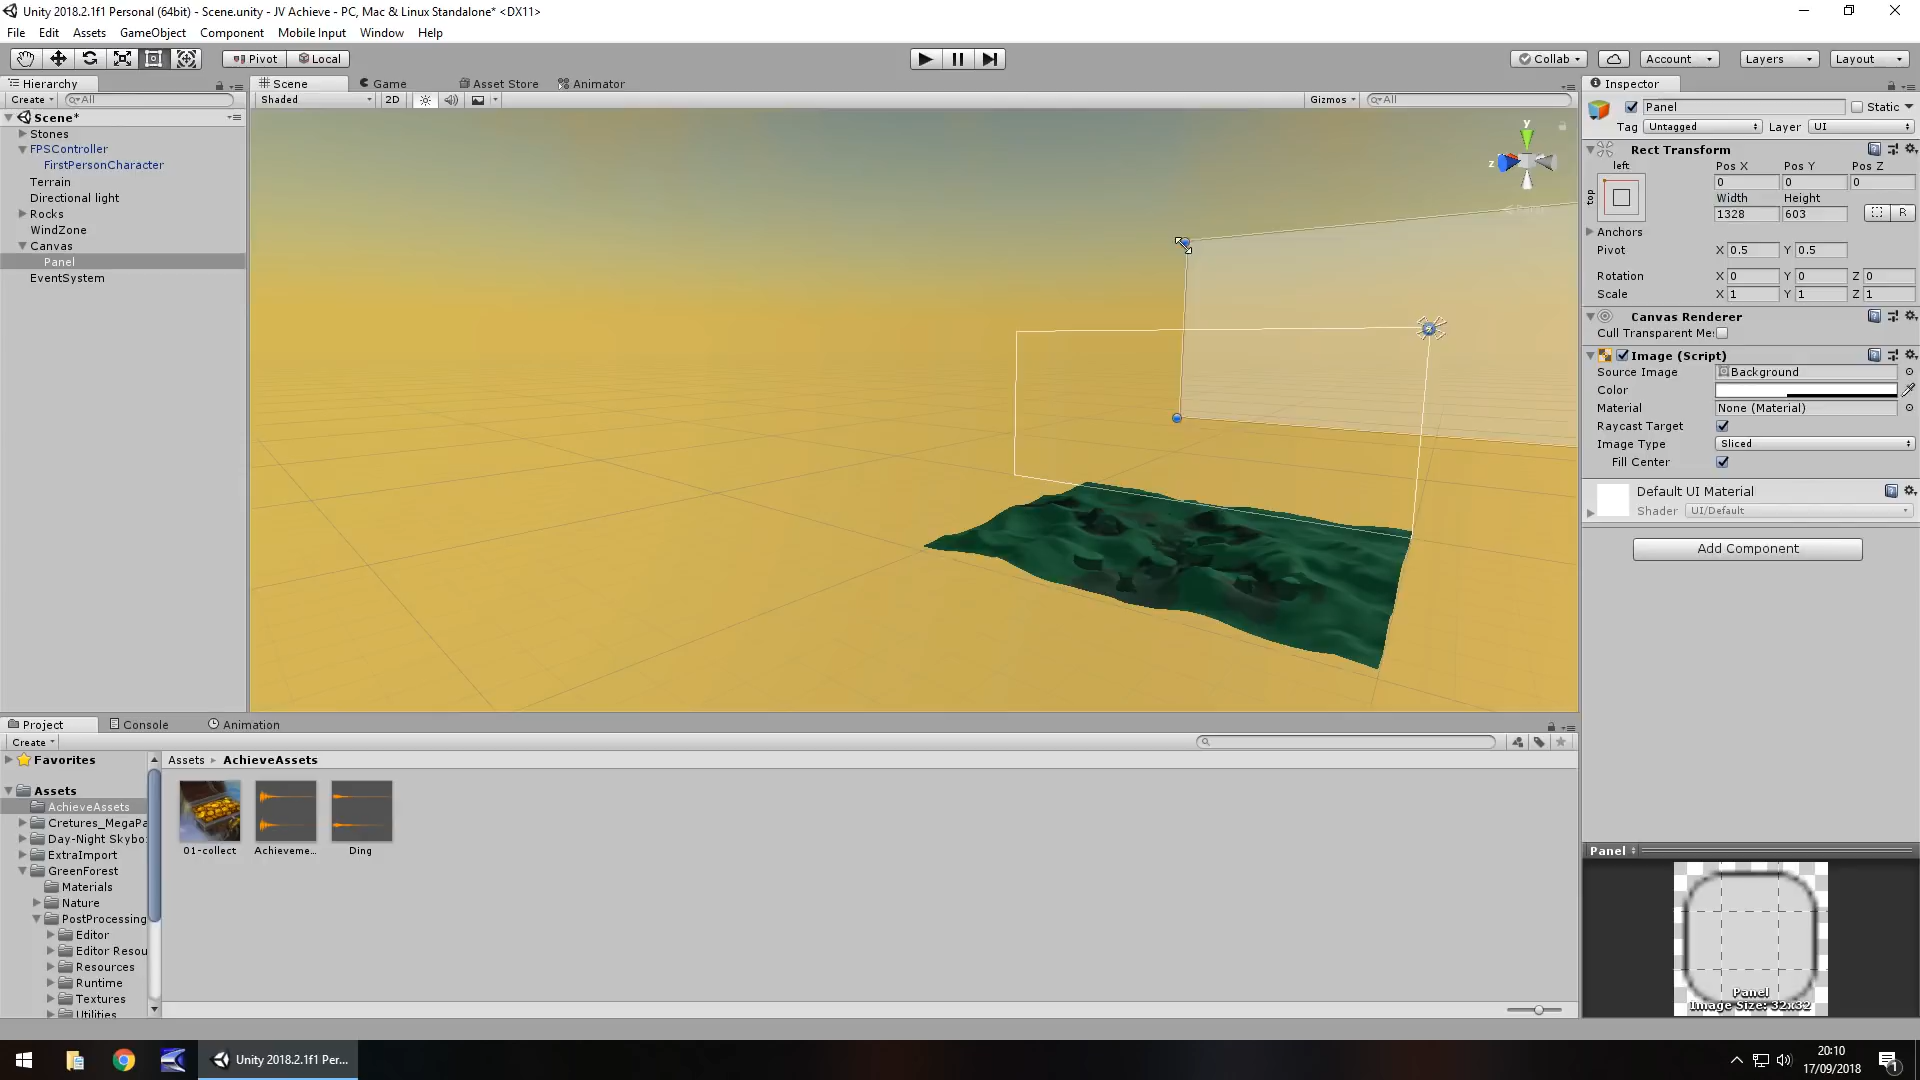 Unity 2018.2.1f1 Personal (64bit) - Scene.unity - JV Achieve - PC, Mac & Linux Standalone* <DX11>
File Edit Assets GameObject Component Mobile Input Window Help
Pivot Local Collab Account Layers Layout
Hierarchy
Create All
Scene*
Stones
FPSController
FirstPersonCharacter
Terrain
Directional light
Rocks
WindZone
Canvas
Panel
EventSystem
Scene Game Asset Store Animator
Shaded 2D Gizmos All
y
z
Inspector
Panel Static
Tag Untagged Layer UI
Rect Transform
left Pos X Pos Y Pos Z
top 0 0 0
Width Height
1328 603 R
Anchors
Pivot X 0.5 Y 0.5
Rotation X 0 Y 0 Z 0
Scale X 1 Y 1 Z 1
Canvas Renderer
Cull Transparent Me
Image (Script)
Source Image Background
Color
Material None (Material)
Raycast Target
Image Type Sliced
Fill Center
Default UI Material
Shader UI/Default
Add Component
Project Console Animation
Create
Favorites
Assets
AchieveAssets
Cretures_MegaPa
Day-Night Skybo
ExtraImport
GreenForest
Materials
Nature
PostProcessing
Editor
Editor Resou
Resources
Runtime
Textures
Utilities
Assets AchieveAssets
01-collect Achieveme... Ding
Panel
Panel
Image Size: 32x32
Unity 2018.2.1f1 Per...
20:10
17/09/2018
1